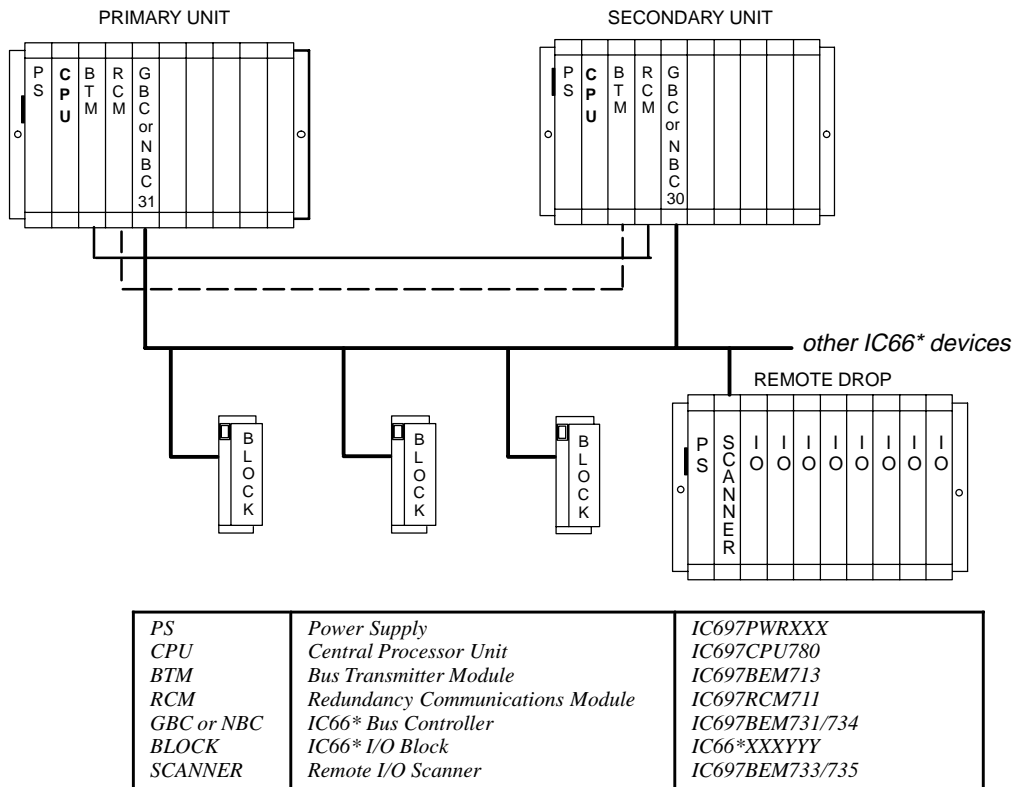 PRIMARY UNIT
SECONDARY UNIT
PS
CPU
BTM
RCM
GBC or NBC 31
PS
CPU
BTM
RCM
GBC or NBC 30
other IC66* devices
REMOTE DROP
BLOCK
BLOCK
BLOCK
PS
SCANNER
IO
IO
IO
IO
IO
IO
IO
IO
PS Power Supply IC697PWRXXX
CPU Central Processor Unit IC697CPU780
BTM Bus Transmitter Module IC697BEM713
RCM Redundancy Communications Module IC697RCM711
GBC or NBC IC66* Bus Controller IC697BEM731/734
BLOCK IC66* I/O Block IC66*XXXYYY
SCANNER Remote I/O Scanner IC697BEM733/735